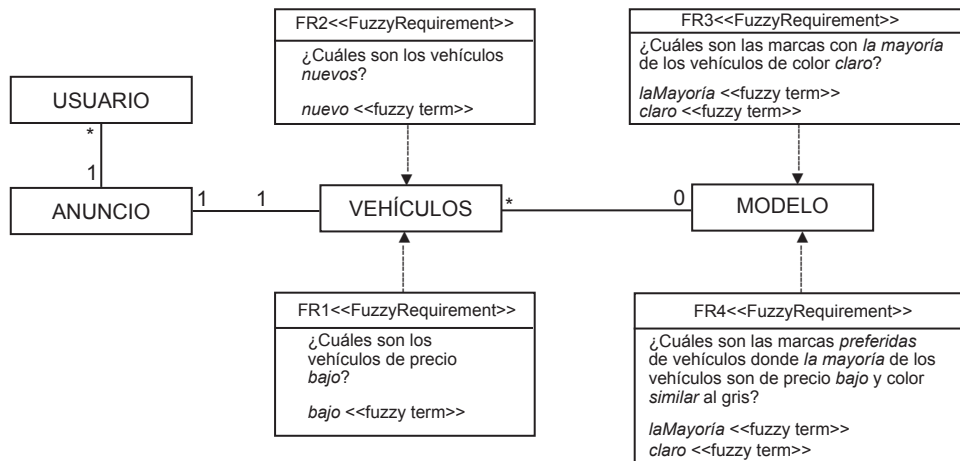 FR2<<FuzzyRequirement>>
¿Cuáles son los vehículos
nuevos?
nuevo <<fuzzy term>>
FR3<<FuzzyRequirement>>
¿Cuáles son las marcas con la mayoría
de los vehículos de color claro?
laMayoría <<fuzzy term>>
claro <<fuzzy term>>
USUARIO
*
1
ANUNCIO
1
1
VEHÍCULOS
*
0
MODELO
FR1<<FuzzyRequirement>>
¿Cuáles son los
vehículos de precio
bajo?
bajo <<fuzzy term>>
FR4<<FuzzyRequirement>>
¿Cuáles son las marcas preferidas
de vehículos donde la mayoría de los
vehículos son de precio bajo y color
similar al gris?
laMayoría <<fuzzy term>>
claro <<fuzzy term>>